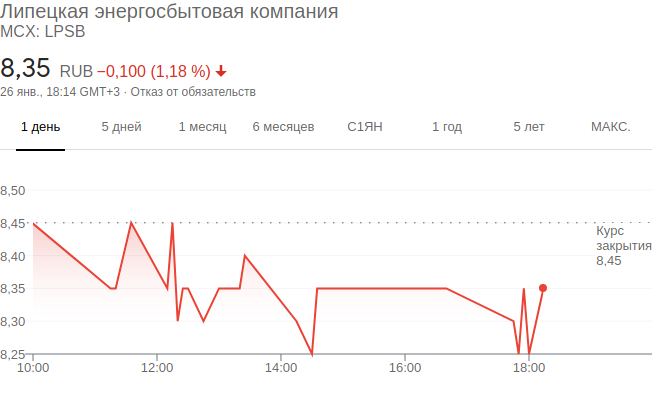 Липецкая энергосбытовая компания
MCX: LPSB
8,35 RUB −0,100 (1,18 %)
26 янв., 18:14 GMT+3 · Отказ от обязательств
1 день 5 дней 1 месяц 6 месяцев С1ЯН 1 год 5 лет МАКС.
8,50
8,45
Курс
закрытия
8,45
8,40
8,35
8,30
8,25
10:00 12:00 14:00 16:00 18:00